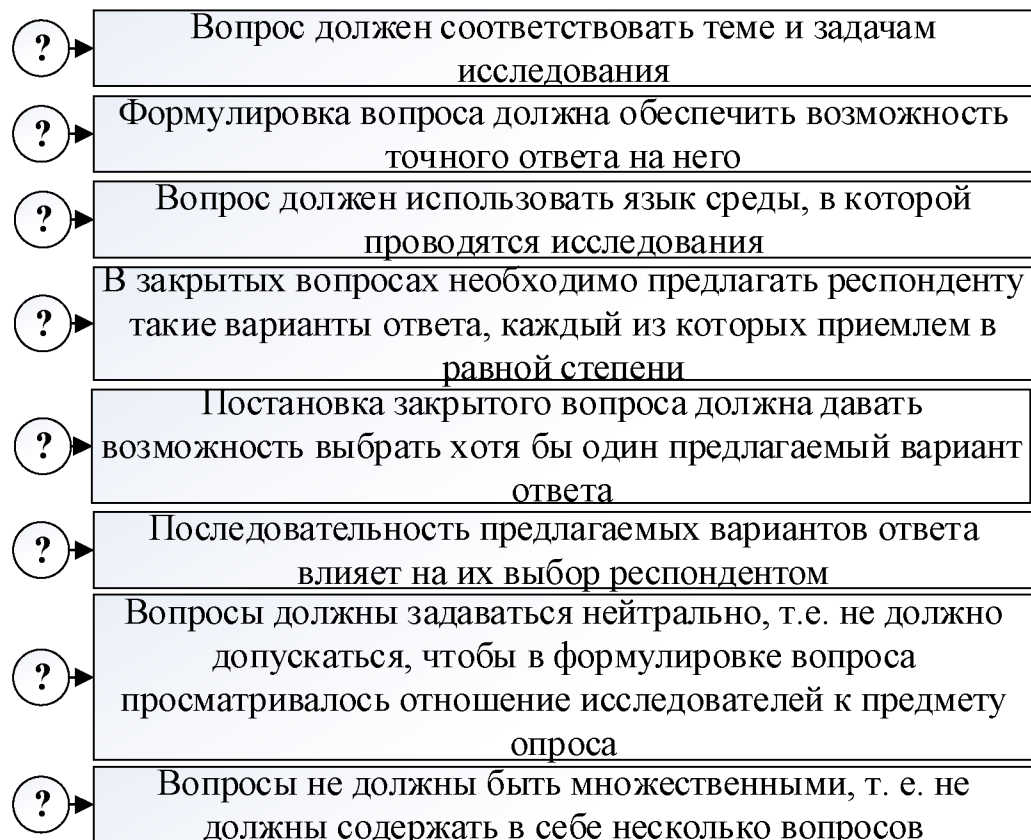 ? Вопрос должен соответствовать теме и задачам
исследования
? Формулировка вопроса должна обеспечить возможность
точного ответа на него
? Вопрос должен использовать язык среды, в которой
проводятся исследования
В закрытых вопросах необходимо предлагать респонденту
? такие варианты ответа, каждый из которых приемлем в
равной степени
Постановка закрытого вопроса должна давать
? возможность выбрать хотя бы один предлагаемый вариант
ответа
? Последовательность предлагаемых вариантов ответа
влияет на их выбор респондентом
Вопросы должны задаваться нейтрально, т.е. не должно
допускаться, чтобы в формулировке вопроса
? просматривалось отношение исследователей к предмету
опроса
? Вопросы не должны быть множественными, т. е. не
должны содержать в себе несколько вопросов